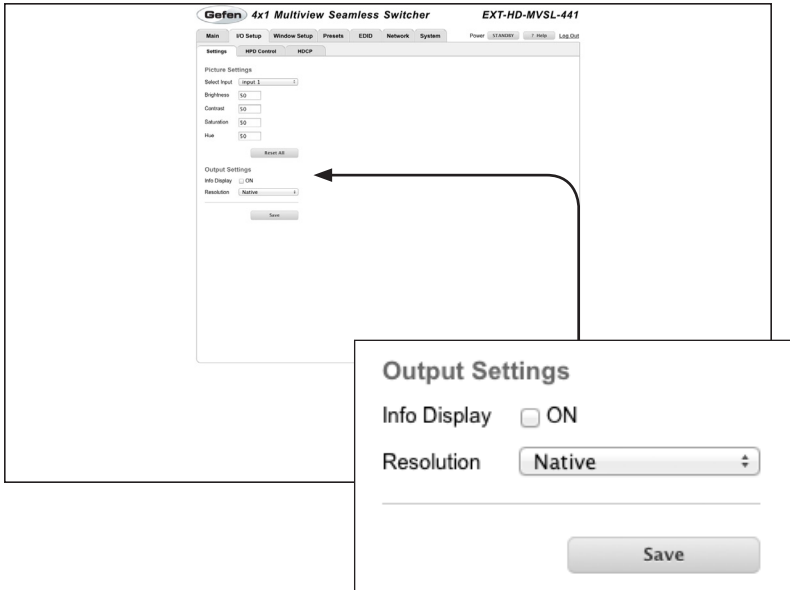 Gefen 4x1 Multiview Seamless Switcher EXT-HD-MVSL-441
Main I/O Setup Window Setup Presets EDID Network System Power STANDBY ? Help Log Out
Settings HPD Control HDCP
Picture Settings
Select Input Input 1
Brightness 50
Contrast 50
Saturation 50
Hue 50
Reset All
Output Settings
Info Display ON
Resolution Native
Save
Output Settings
Info Display ON
Resolution Native
Save